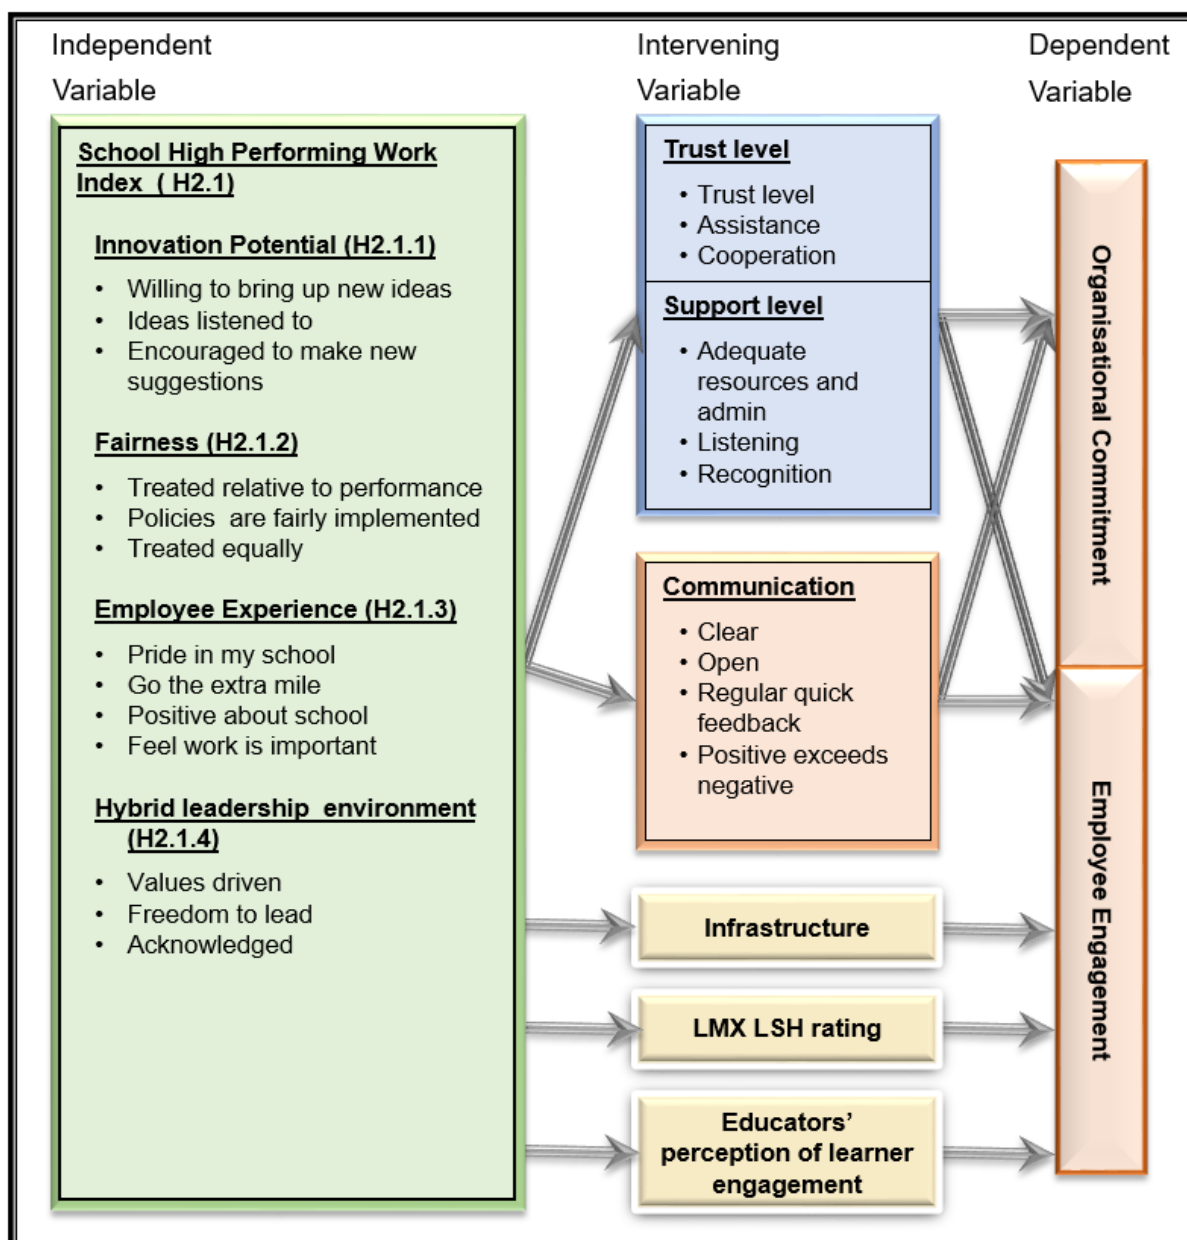 Independent
Variable
Intervening
Variable
Dependent
Variable
School High Performing Work
Index ( H2.1)
Innovation Potential (H2.1.1)
• Willing to bring up new ideas
• Ideas listened to
• Encouraged to make new
suggestions
Fairness (H2.1.2)
• Treated relative to performance
• Policies are fairly implemented
• Treated equally
Employee Experience (H2.1.3)
• Pride in my school
• Go the extra mile
• Positive about school
• Feel work is important
Hybrid leadership environment
(H2.1.4)
• Values driven
• Freedom to lead
• Acknowledged
Trust level
• Trust level
• Assistance
• Cooperation
Support level
• Adequate
resources and
admin
• Listening
• Recognition
Communication
• Clear
• Open
• Regular quick
feedback
• Positive exceeds
negative
Infrastructure
LMX LSH rating
Educators’
perception of learner
engagement
Organisational Commitment
Employee Engagement